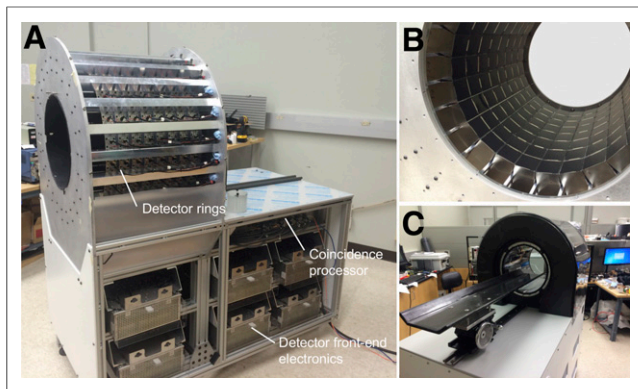 A
Detector rings
Coincidence
processor
Detector front-end
electronics
B
C